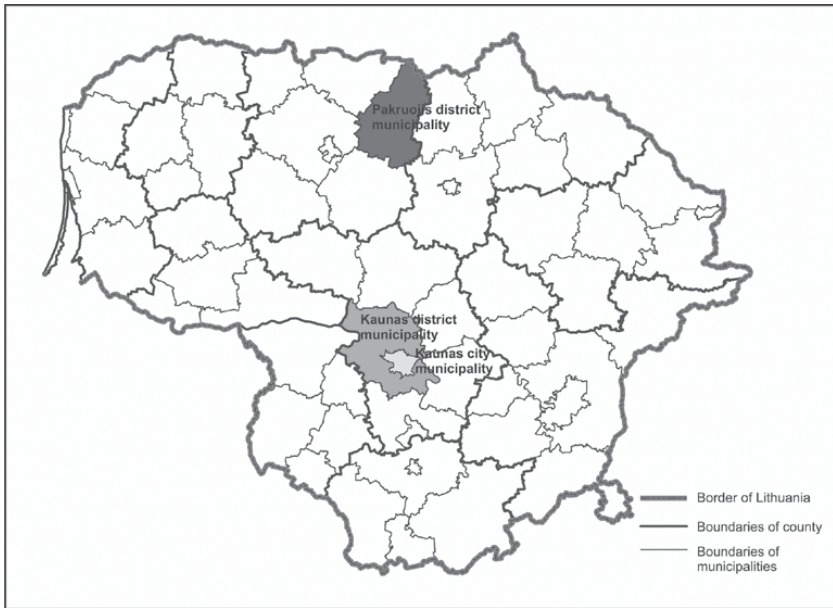 Pakruojis district
municipality
Kaunas district
municipality
Kaunas city
municipality
Border of Lithuania
Boundaries of county
Boundaries of
municipalities